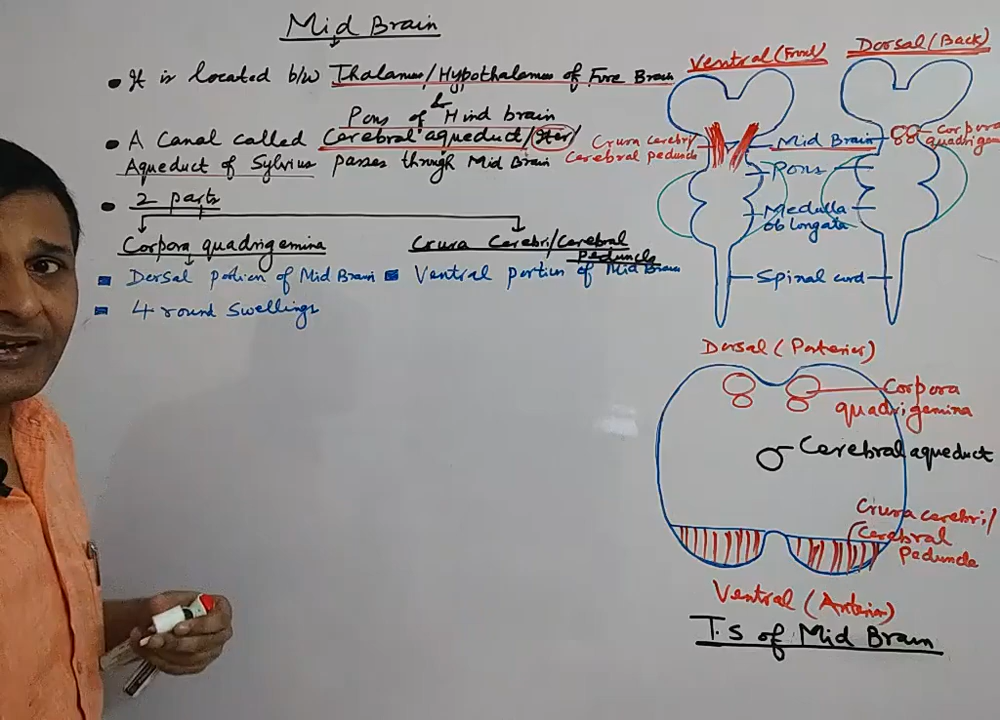 Mid Brain
It is located b/w Thalamus/Hypothalamus of Fore Brain
&
Pons of Hind brain
A Canal called Cerebral aqueduct/iter/
Aqueduct of Sylvius passes through Mid Brain
2 parts
Corpora quadrigemina
Dorsal portion of Mid Brain
4 round swellings
Crura Cerebri/Cerebral
Peduncle
Ventral portion of Mid Brain
Ventral (Front)
Dorsal (Back)
Crura cerebri/
Cerebral peduncle
Mid Brain
Corpora
quadrigemina
Pons
Medulla
oblongata
Spinal cord
Dorsal (Posterior)
Corpora
quadrigemina
Cerebral aqueduct
Crura cerebri/
Cerebral
Peduncle
Ventral (Anterior)
T.S of Mid Brain